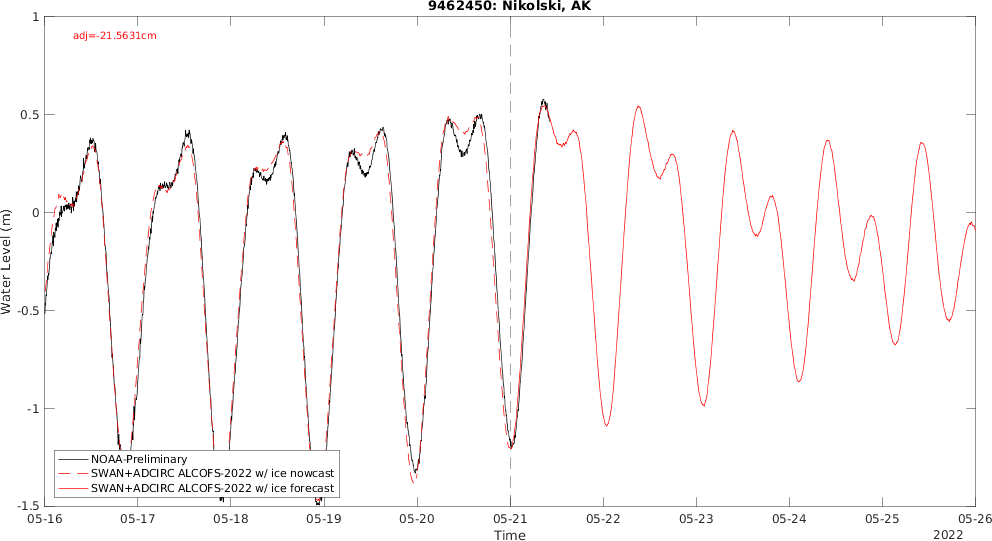 9462450: Nikolski, AK
adj=-21.5631cm
Water Level (m)
1
0.5
0
-0.5
-1
-1.5
NOAA-Preliminary
SWAN+ADCIRC ALCOFS-2022 w/ ice nowcast
SWAN+ADCIRC ALCOFS-2022 w/ ice forecast
05-16 05-17 05-18 05-19 05-20 05-21 05-22 05-23 05-24 05-25 05-26
Time
2022